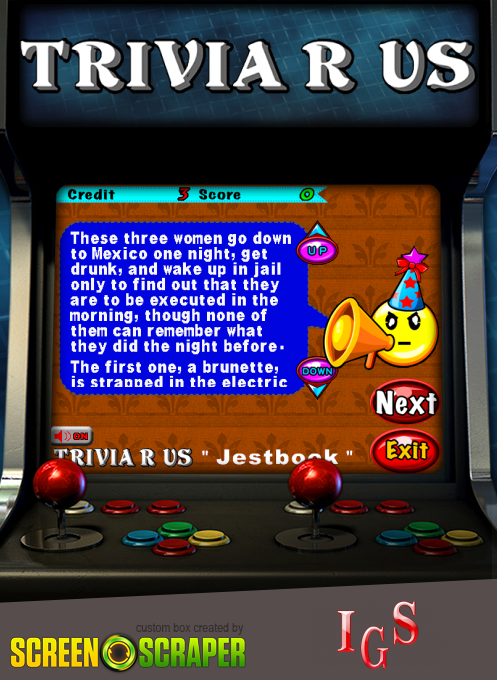 TRIVIA R US
Credit 3 Score 0
These three women go down
to Mexico one night, get
drunk, and wake up in jail
only to find out that they
are to be executed in the
morning, though none of
them can remember what
they did the night before.
The first one, a brunette,
is strapped in the electric
UP
DOWN
Next
Exit
ON
TRIVIA R US " Jestbook "
custom box created by
SCREEN SCRAPER
IGS